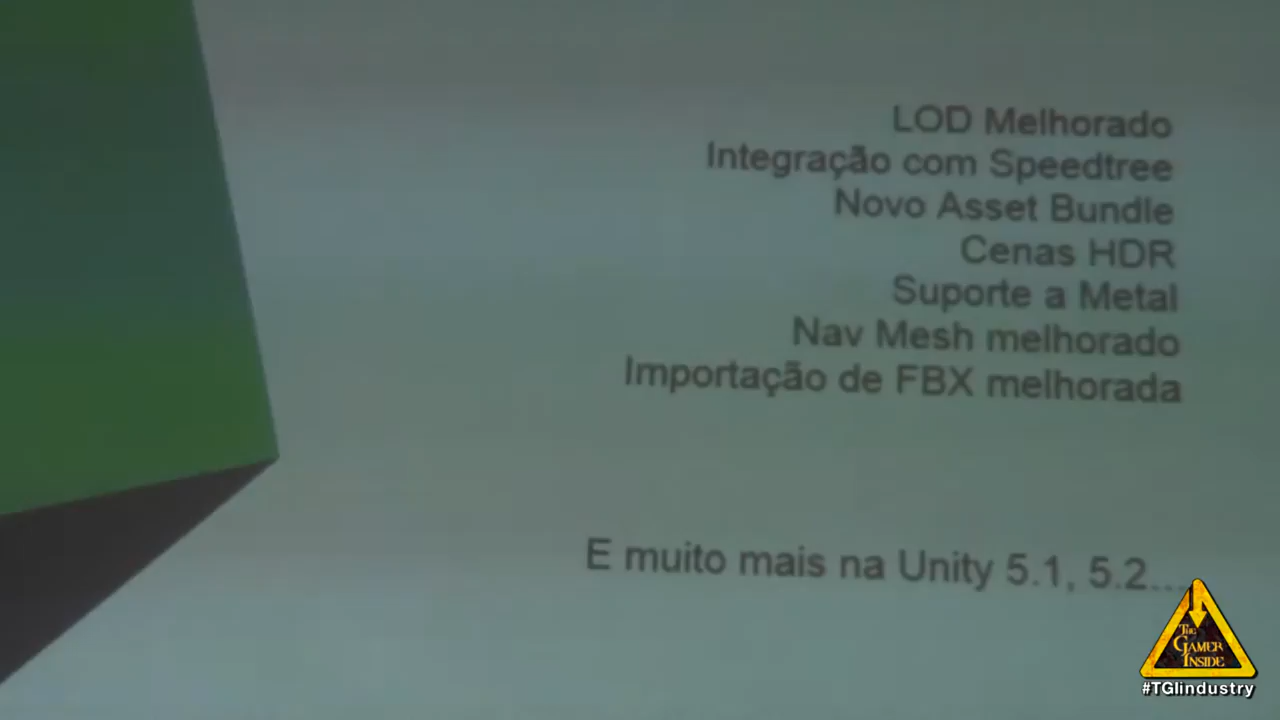 LOD Melhorado
Integração com Speedtree
Novo Asset Bundle
Cenas HDR
Suporte a Metal
Nav Mesh melhorado
Importação de FBX melhorada
E muito mais na Unity 5.1, 5.2...
THE
GAMER
INSIDE
#TGIindustry